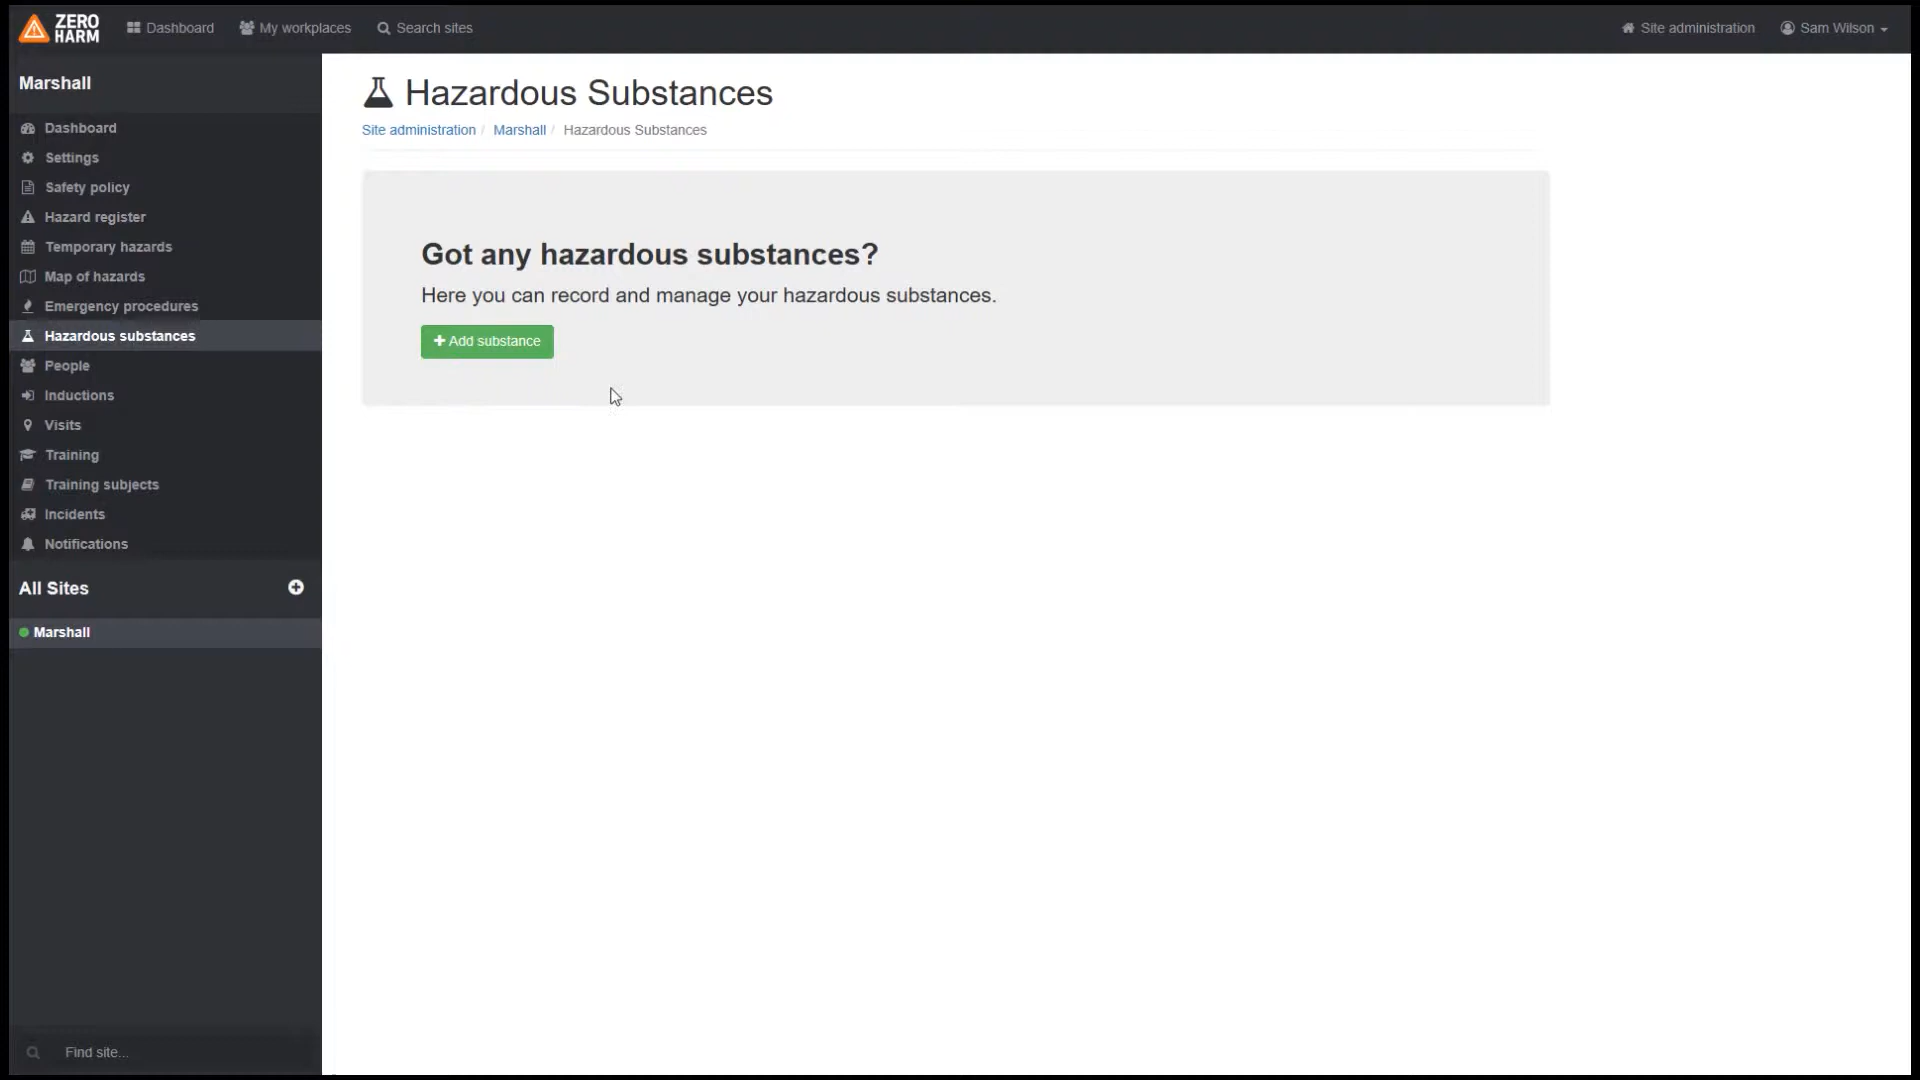 ZERO HARM
Dashboard
My workplaces
Search sites
Site administration
Sam Wilson
Marshall
Dashboard
Settings
Safety policy
Hazard register
Temporary hazards
Map of hazards
Emergency procedures
Hazardous substances
People
Inductions
Visits
Training
Training subjects
Incidents
Notifications
All Sites
Marshall
Find site...
Hazardous Substances
Site administration / Marshall / Hazardous Substances
Got any hazardous substances?
Here you can record and manage your hazardous substances.
Add substance